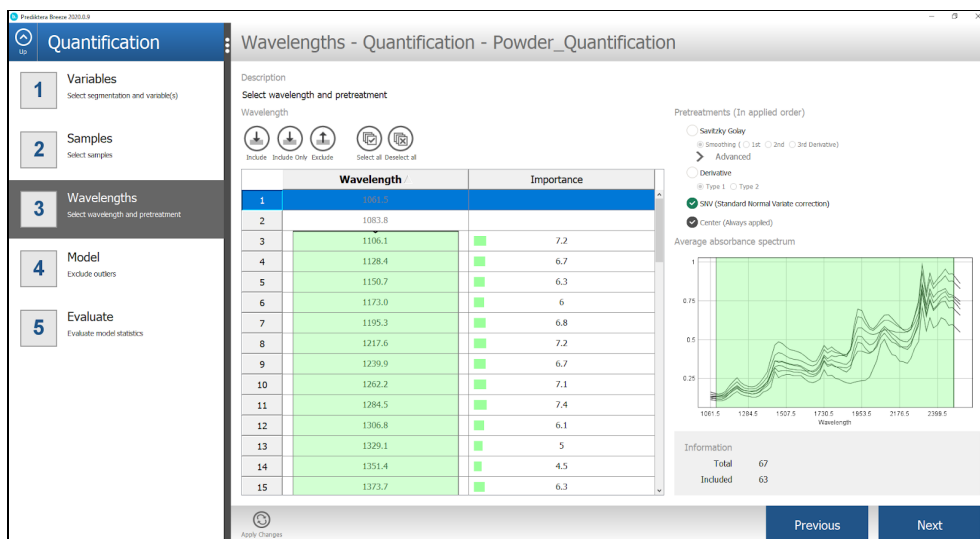 Prediktera Breeze 2020.0.9
Up
Quantification
1
Variables
Select segmentation and variable(s)
2
Samples
Select samples
3
Wavelengths
Select wavelength and pretreatment
4
Model
Exclude outliers
5
Evaluate
Evaluate model statistics
Wavelengths - Quantification - Powder_Quantification
Description
Select wavelength and pretreatment
Wavelength
Include Include Only Exclude Select all Deselect all
Wavelength / Importance
1 1061.5
2 1083.8
3 1106.1 7.2
4 1128.4 6.7
5 1150.7 6.3
6 1173.0 6
7 1195.3 6.8
8 1217.6 7.2
9 1239.9 6.7
10 1262.2 7.1
11 1284.5 7.4
12 1306.8 6.1
13 1329.1 5
14 1351.4 4.5
15 1373.7 6.3
Apply Changes
Pretreatments (In applied order)
Savitzky Golay
Smoothing ( 1st 2nd 3rd Derivative)
Advanced
Derivative
Type 1 Type 2
SNV (Standard Normal Variate correction)
Center (Always applied)
Average absorbance spectrum
1
0.75
0.5
0.25
1061.5 1284.5 1507.5 1730.5 1953.5 2176.5 2399.5
Wavelength
Information
Total 67
Included 63
Previous Next